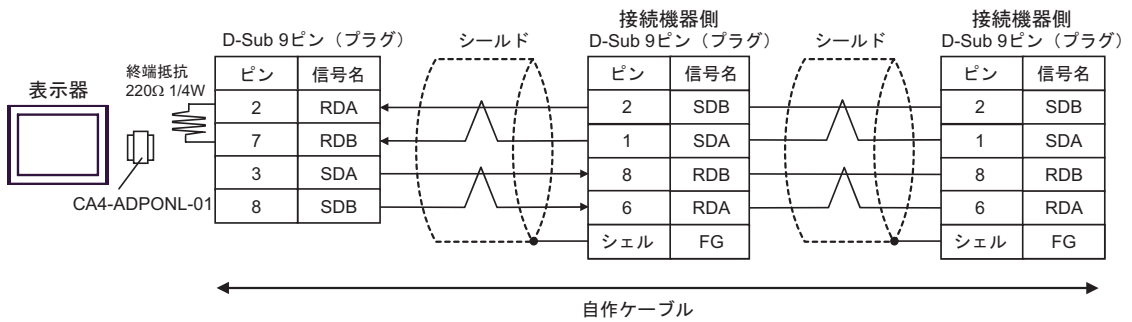 接続機器側
接続機器側
D-Sub 9ピン（プラグ）
シールド
D-Sub 9ピン（プラグ）
シールド
D-Sub 9ピン（プラグ）
表示器
終端抵抗
220Ω 1/4W
CA4-ADPONL-01
ピン 信号名
2 RDA
7 RDB
3 SDA
8 SDB
ピン 信号名
2 SDB
1 SDA
8 RDB
6 RDA
シェル FG
ピン 信号名
2 SDB
1 SDA
8 RDB
6 RDA
シェル FG
自作ケーブル